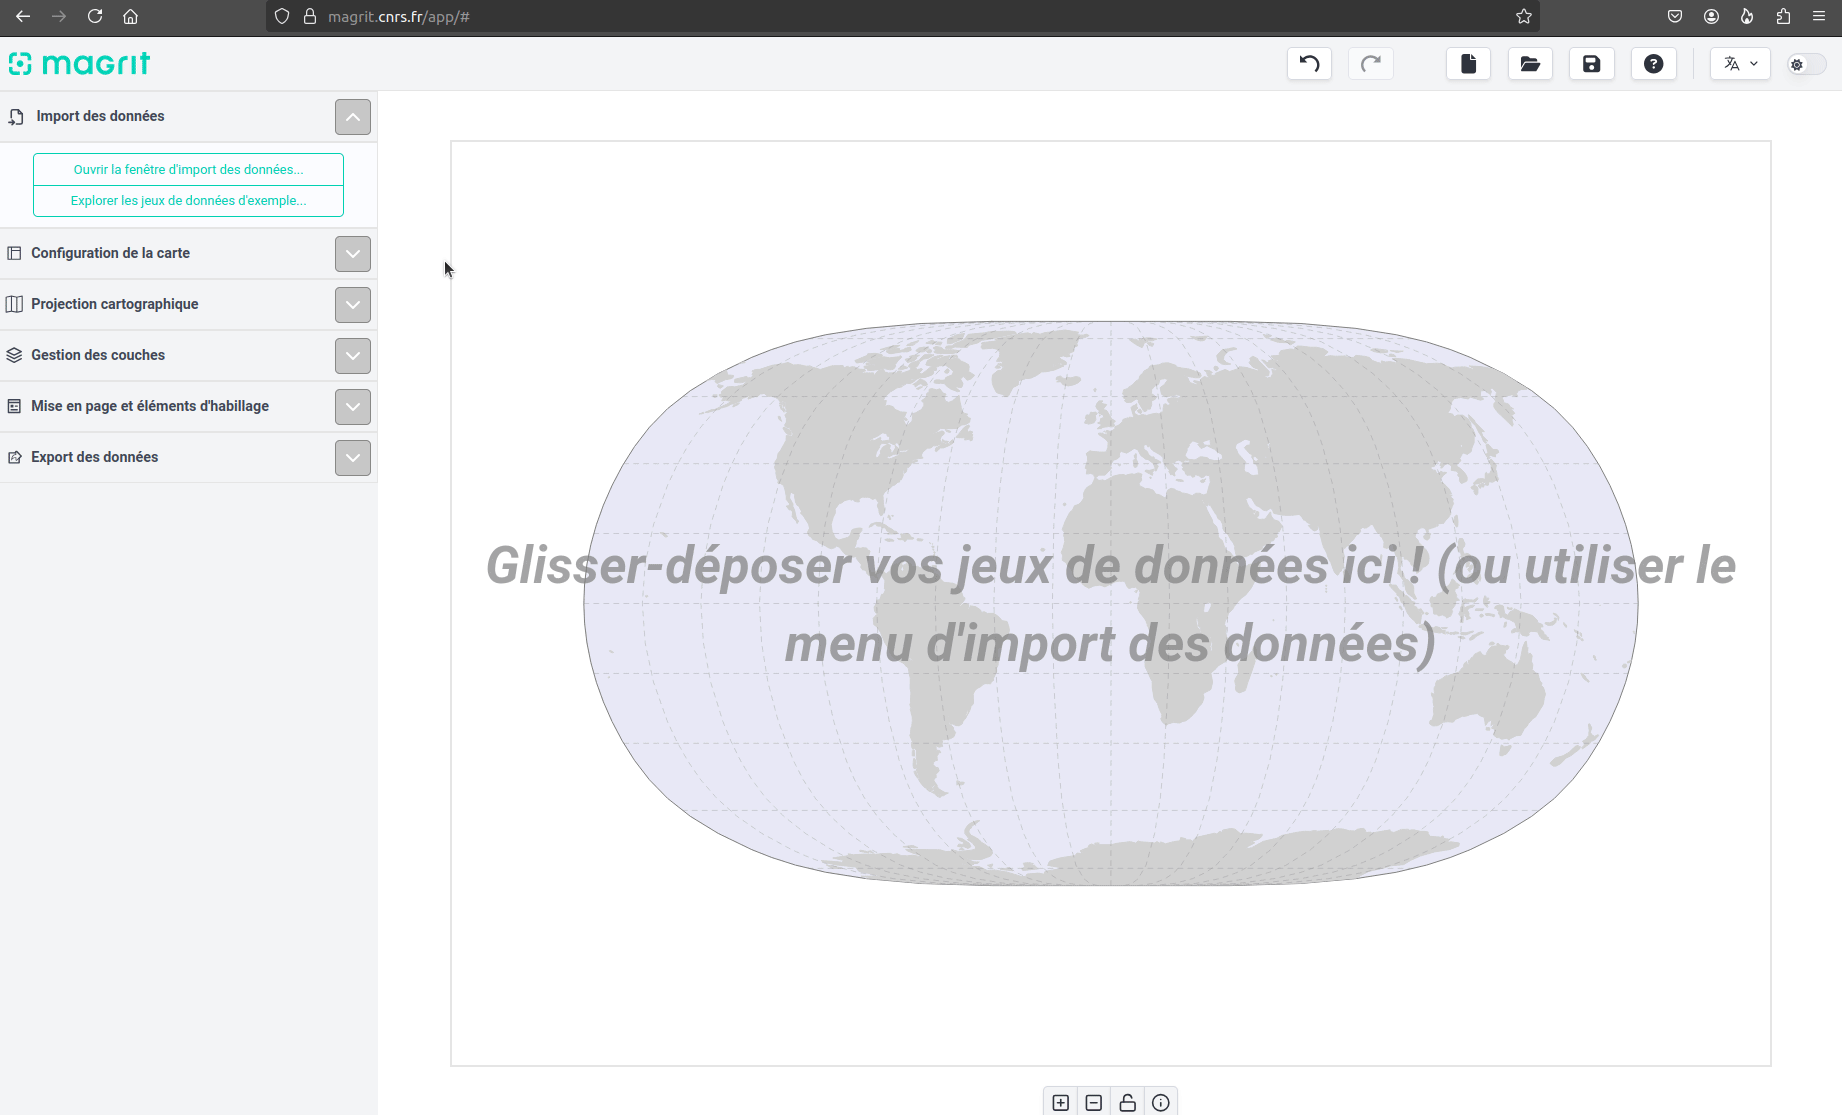 magrit.cnrs.fr/app/#
magrit
Import des données
Ouvrir la fenêtre d'import des données...
Explorer les jeux de données d'exemple...
Configuration de la carte
Projection cartographique
Gestion des couches
Mise en page et éléments d'habillage
Export des données
Glisser-déposer vos jeux de données ici ! (ou utiliser le
menu d'import des données)